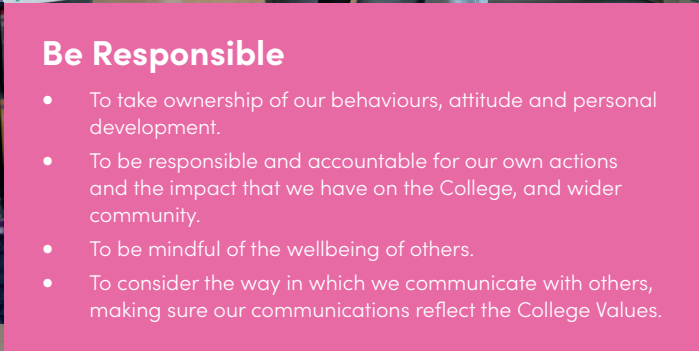 Be Responsible
• To take ownership of our behaviours, attitude and personal
development.
• To be responsible and accountable for our own actions
and the impact that we have on the College, and wider
community.
• To be mindful of the wellbeing of others.
• To consider the way in which we communicate with others,
making sure our communications reflect the College Values.